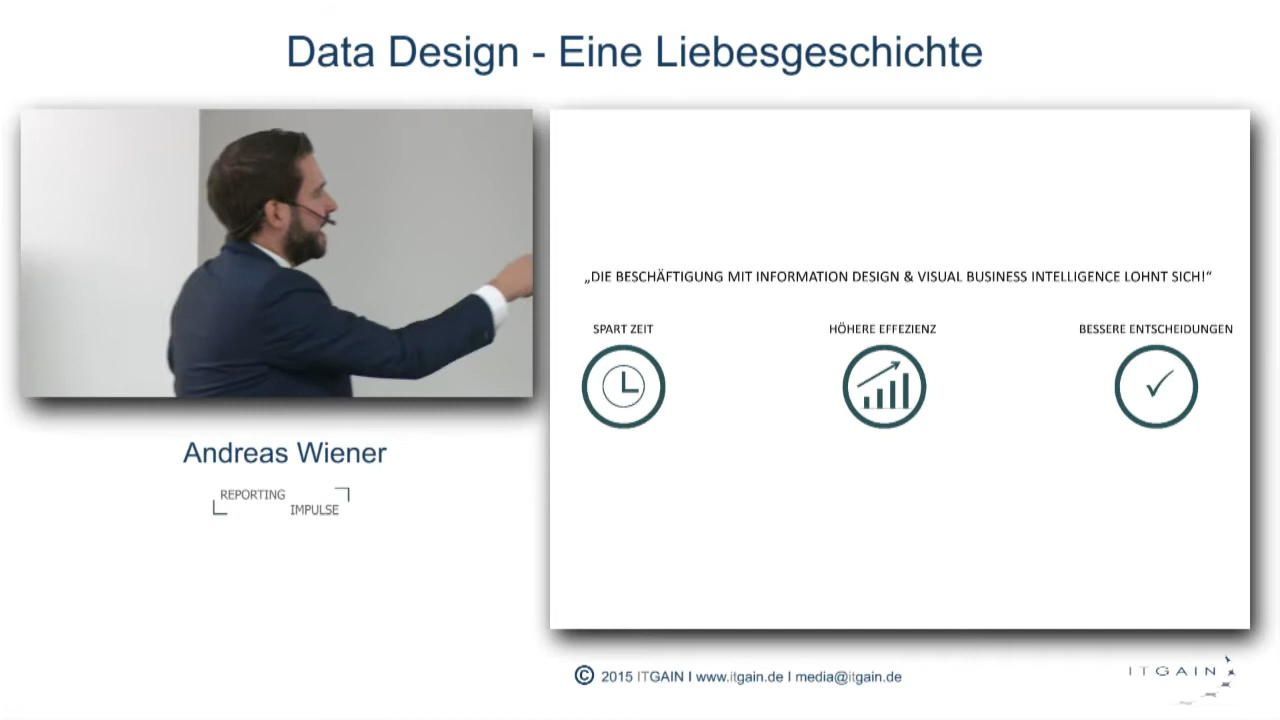 Data Design - Eine Liebesgeschichte
„DIE BESCHÄFTIGUNG MIT INFORMATION DESIGN & VISUAL BUSINESS INTELLIGENCE LOHNT SICH!“
SPART ZEIT
HÖHERE EFFEZIENZ
BESSERE ENTSCHEIDUNGEN
Andreas Wiener
REPORTING
IMPULSE
© 2015 ITGAIN I www.itgain.de I media@itgain.de
ITGAIN